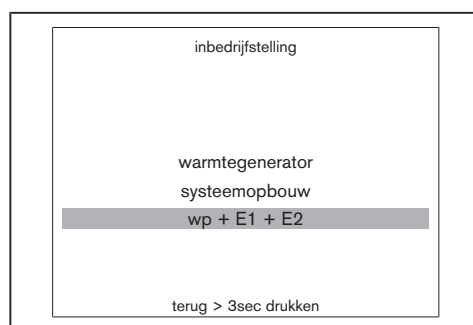 inbedrijfstelling
warmtegenerator
systeemopbouw
wp + E1 + E2
terug > 3sec drukken